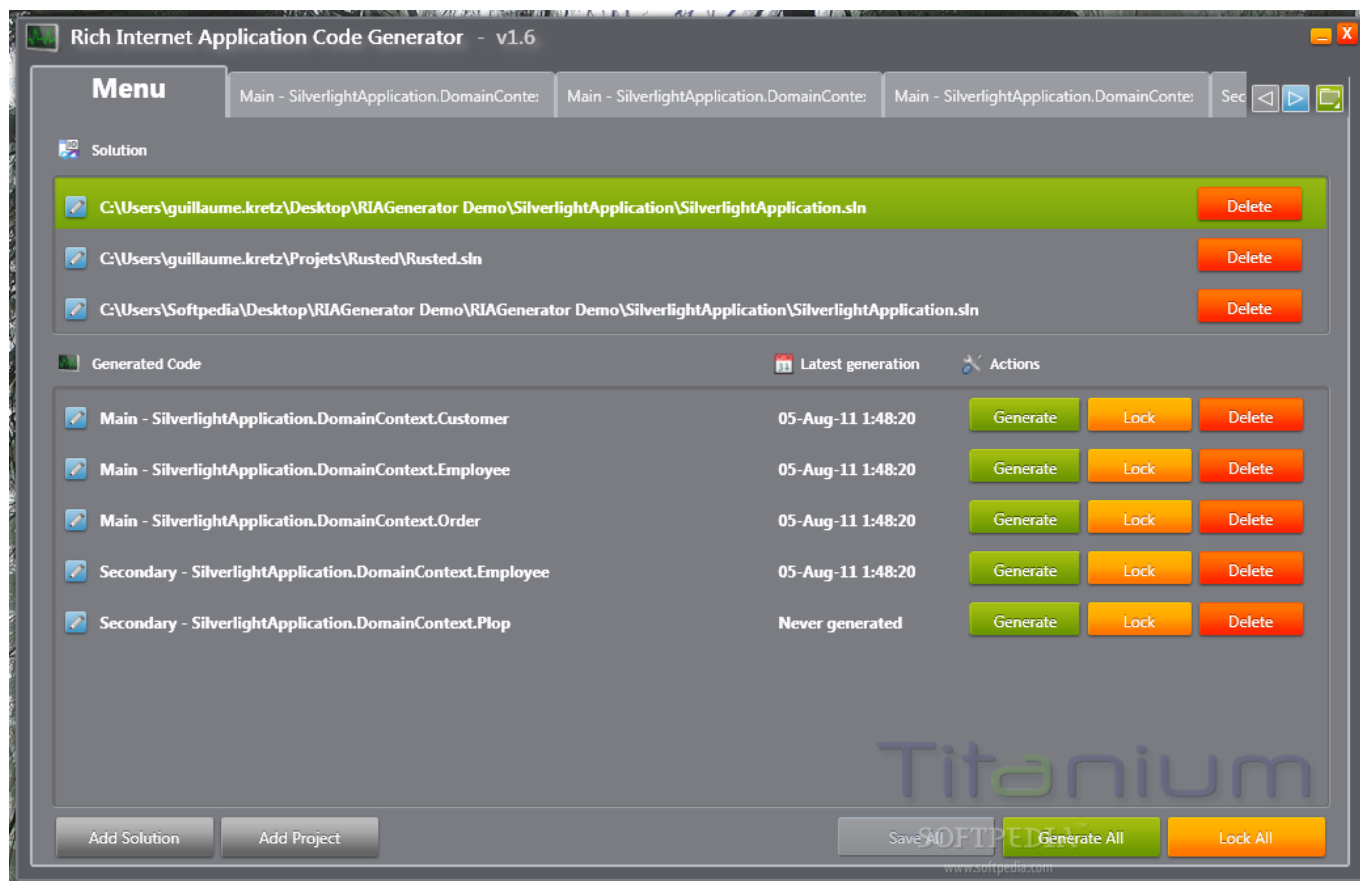 Rich Internet Application Code Generator - v1.6
Menu
Main - SilverlightApplication.DomainConte
Main - SilverlightApplication.DomainConte
Main - SilverlightApplication.DomainConte
Sec
Solution
C:\Users\guillaume.kretz\Desktop\RIAGenerator Demo\SilverlightApplication\SilverlightApplication.sln Delete
C:\Users\guillaume.kretz\Projets\Rusted\Rusted.sln Delete
C:\Users\Softpedia\Desktop\RIAGenerator Demo\RIAGenerator Demo\SilverlightApplication\SilverlightApplication.sln Delete
Generated Code Latest generation Actions
Main - SilverlightApplication.DomainContext.Customer 05-Aug-11 1:48:20 Generate Lock Delete
Main - SilverlightApplication.DomainContext.Employee 05-Aug-11 1:48:20 Generate Lock Delete
Main - SilverlightApplication.DomainContext.Order 05-Aug-11 1:48:20 Generate Lock Delete
Secondary - SilverlightApplication.DomainContext.Employee 05-Aug-11 1:48:20 Generate Lock Delete
Secondary - SilverlightApplication.DomainContext.Plop Never generated Generate Lock Delete
Titanium
Add Solution Add Project Save All Generate All Lock All
SOFTPEDIA
www.softpedia.com